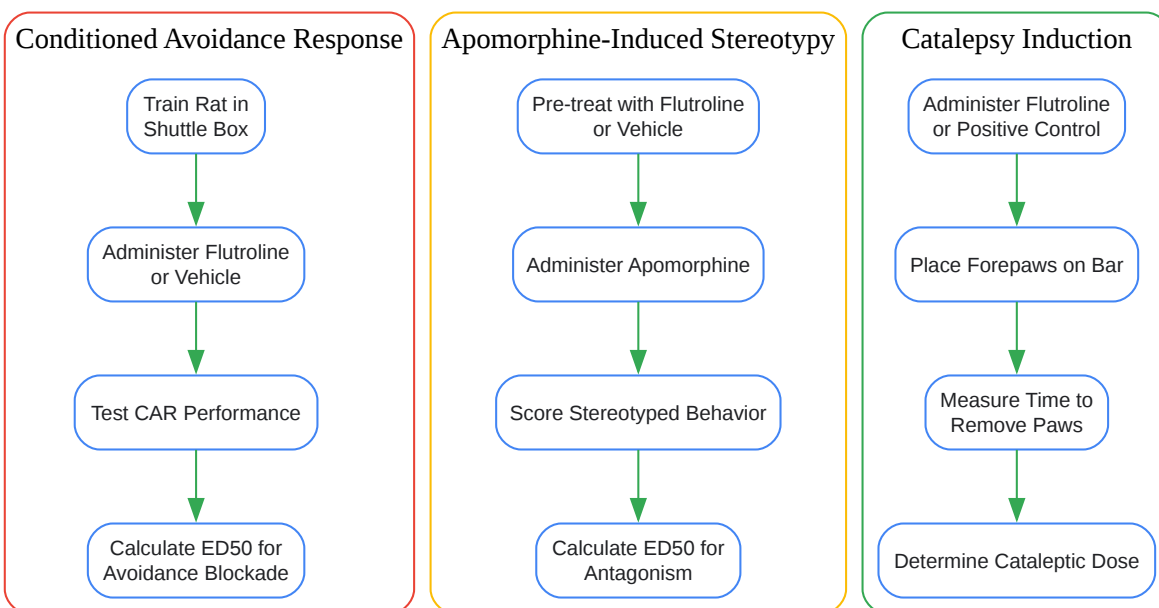 Conditioned Avoidance Response
Train Rat in
Shuttle Box
Administer Flutroline
or Vehicle
Test CAR Performance
Calculate ED50 for
Avoidance Blockade
Apomorphine-Induced Stereotypy
Pre-treat with Flutroline
or Vehicle
Administer Apomorphine
Score Stereotyped Behavior
Calculate ED50 for
Antagonism
Catalepsy Induction
Administer Flutroline
or Positive Control
Place Forepaws on Bar
Measure Time to
Remove Paws
Determine Cataleptic Dose